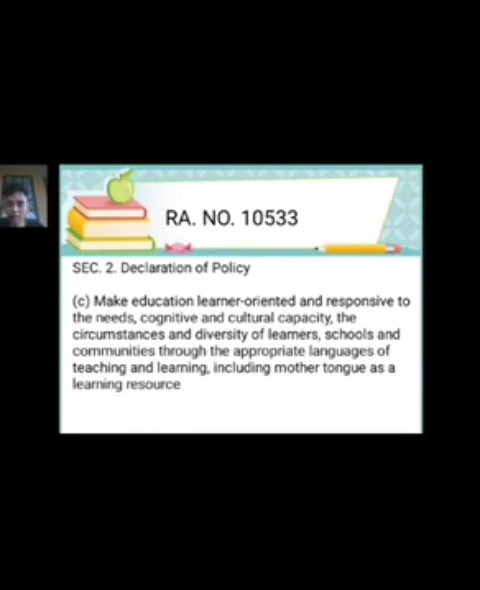 RA. NO. 10533
SEC. 2. Declaration of Policy
(c) Make education learner-oriented and responsive to
the needs, cognitive and cultural capacity, the
circumstances and diversity of learners, schools and
communities through the appropriate languages of
teaching and learning, including mother tongue as a
learning resource